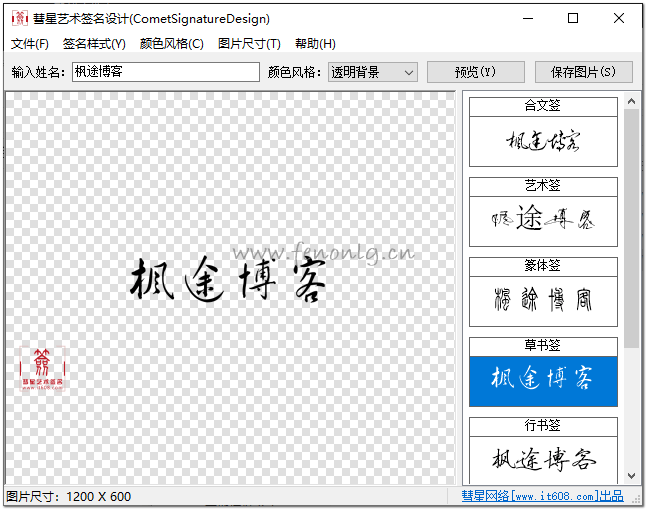 彗星艺术签名设计(CometSignatureDesign)
文件(F) 签名样式(Y) 颜色风格(C) 图片尺寸(T) 帮助(H)
输入姓名: 枫途博客 颜色风格: 透明背景 预览(Y) 保存图片(S)
合文签
枫途博客
艺术签
枫途博客
www.fenonlg.cn
枫途博客
篆体签
枫途博客
草书签
枫途博客
签
彗星艺术签名
www.it608.com
行书签
枫途博客
图片尺寸: 1200 X 600
彗星网络[www.it608.com]出品